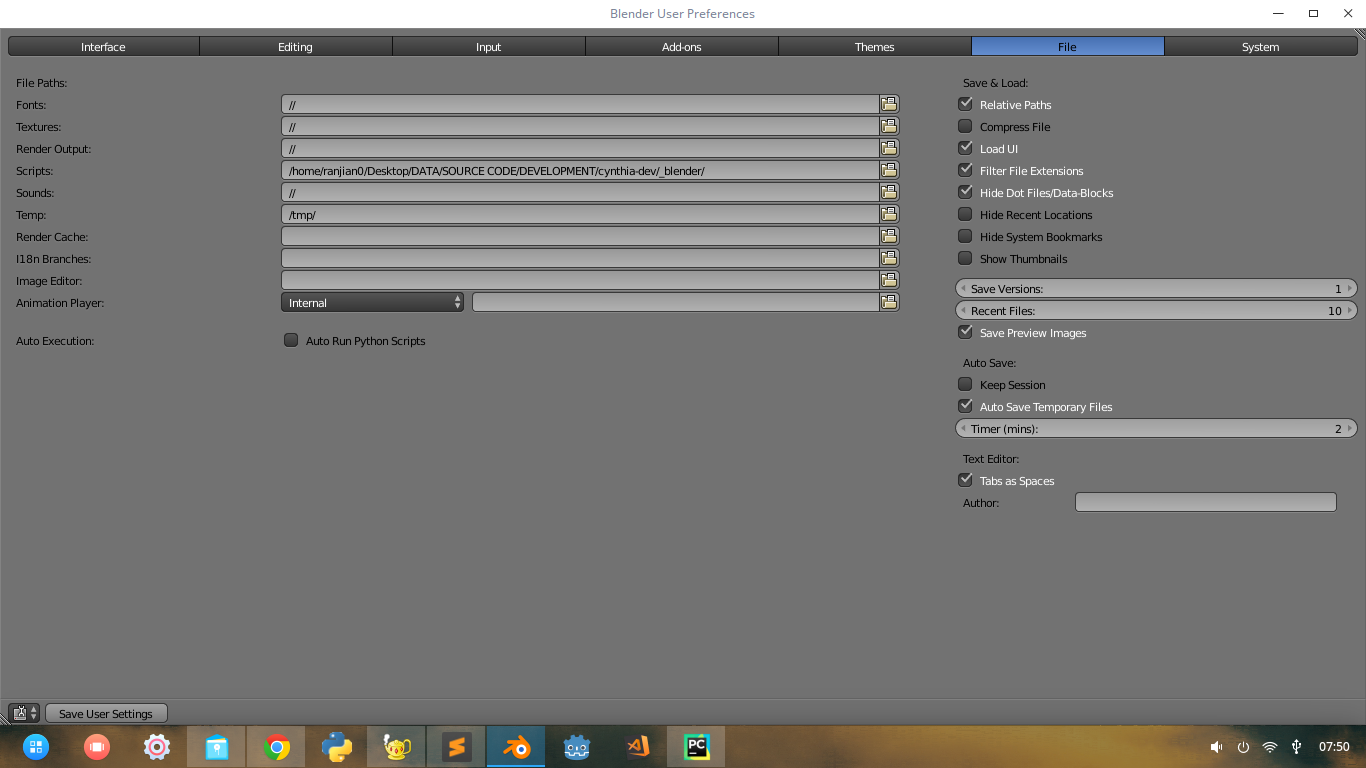 Blender User Preferences
Interface Editing Input Add-ons Themes File System
File Paths:
Fonts: //
Textures: //
Render Output: //
Scripts: /home/ranjian0/Desktop/DATA/SOURCE CODE/DEVELOPMENT/cynthia-dev/_blender/
Sounds: //
Temp: /tmp/
Render Cache:
I18n Branches:
Image Editor:
Animation Player: Internal
Auto Execution: Auto Run Python Scripts
Save & Load:
Relative Paths
Compress File
Load UI
Filter File Extensions
Hide Dot Files/Data-Blocks
Hide Recent Locations
Hide System Bookmarks
Show Thumbnails
Save Versions: 1
Recent Files: 10
Save Preview Images
Auto Save:
Keep Session
Auto Save Temporary Files
Timer (mins): 2
Text Editor:
Tabs as Spaces
Author:
Save User Settings
PC
07:50